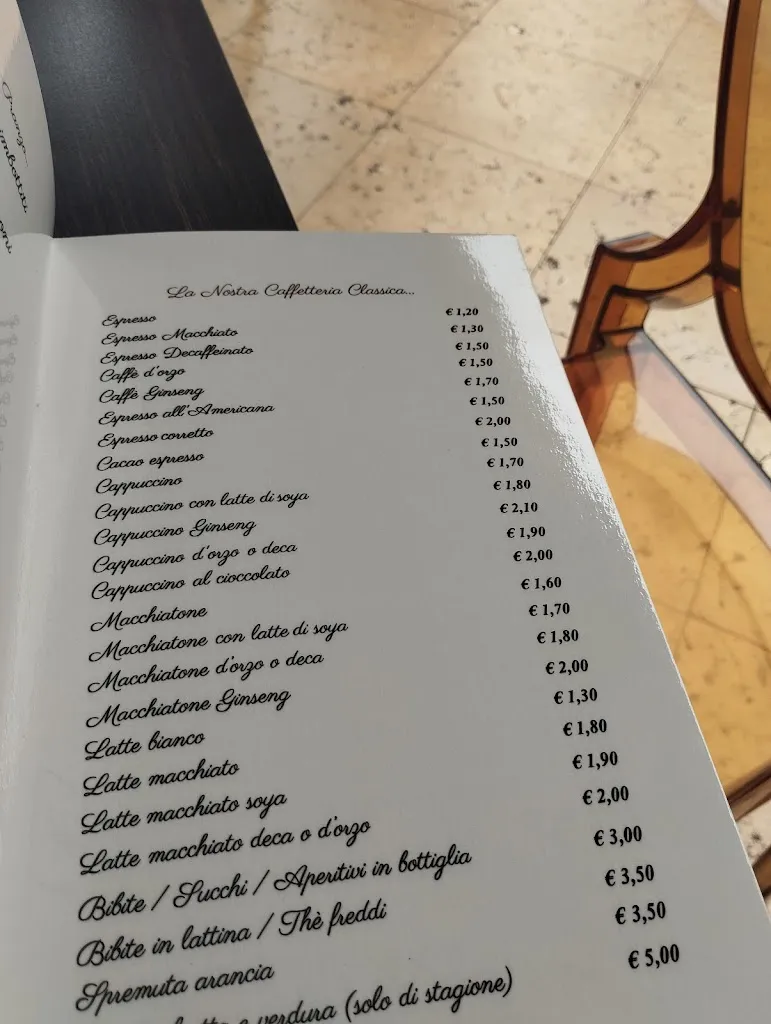 Pranzo...
imbottiti
La Nostra Caffetteria Classica...
Espresso € 1,20
Espresso Macchiato € 1,30
Espresso Decaffeinato € 1,50
Caffè d'orzo € 1,50
Caffè Ginseng € 1,70
Espresso all'Americana € 1,50
Espresso corretto € 2,00
Cacao espresso € 1,50
Cappuccino € 1,70
Cappuccino con latte di soya € 1,80
Cappuccino Ginseng € 2,10
Cappuccino d'orzo o deca € 1,90
Cappuccino al cioccolato € 2,00
Macchiatone € 1,60
Macchiatone con latte di soya € 1,70
Macchiatone d'orzo o deca € 1,80
Macchiatone Ginseng € 2,00
Latte bianco € 1,30
Latte macchiato € 1,80
Latte macchiato soya € 1,90
Latte macchiato deca o d'orzo € 2,00
Bibite / Succhi / Aperitivi in bottiglia € 3,00
Bibite in lattina / Thè freddi € 3,50
Spremuta arancia € 3,50
verdura (solo di stagione) € 5,00